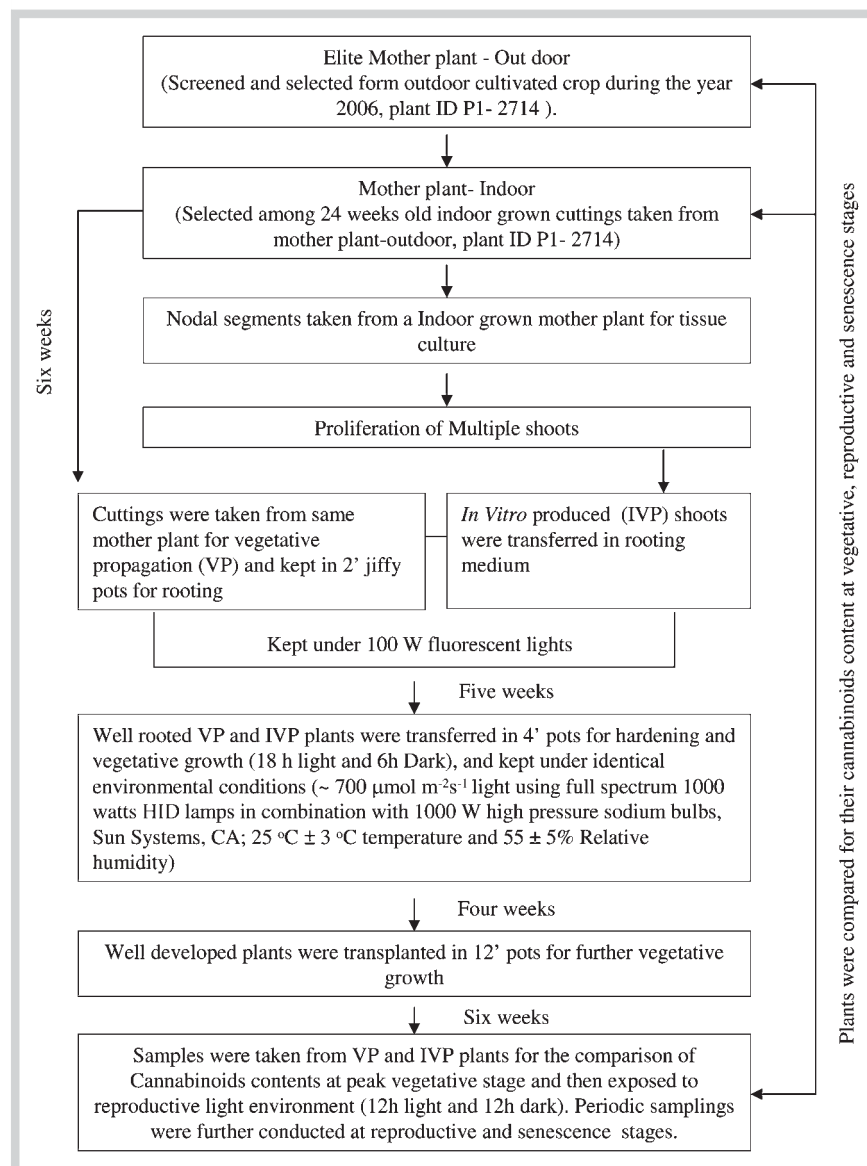 Elite Mother plant - Out door
(Screened and selected form outdoor cultivated crop during the year
2006, plant ID P1- 2714 ).
Mother plant- Indoor
(Selected among 24 weeks old indoor grown cuttings taken from
mother plant-outdoor, plant ID P1- 2714)
Nodal segments taken from a Indoor grown mother plant for tissue
culture
Six weeks
Proliferation of Multiple shoots
Cuttings were taken from same
mother plant for vegetative
propagation (VP) and kept in 2’ jiffy
pots for rooting
In Vitro produced (IVP) shoots
were transferred in rooting
medium
Kept under 100 W fluorescent lights
Five weeks
Well rooted VP and IVP plants were transferred in 4’ pots for hardening and
vegetative growth (18 h light and 6h Dark), and kept under identical
environmental conditions (~ 700 µmol m⁻²s⁻¹ light using full spectrum 1000
watts HID lamps in combination with 1000 W high pressure sodium bulbs,
Sun Systems, CA; 25 ºC ± 3 ºC temperature and 55 ± 5% Relative
humidity)
Four weeks
Well developed plants were transplanted in 12’ pots for further vegetative
growth
Six weeks
Samples were taken from VP and IVP plants for the comparison of
Cannabinoids contents at peak vegetative stage and then exposed to
reproductive light environment (12h light and 12h dark). Periodic samplings
were further conducted at reproductive and senescence stages.
Plants were compared for their cannabinoids content at vegetative, reproductive and senescence stages